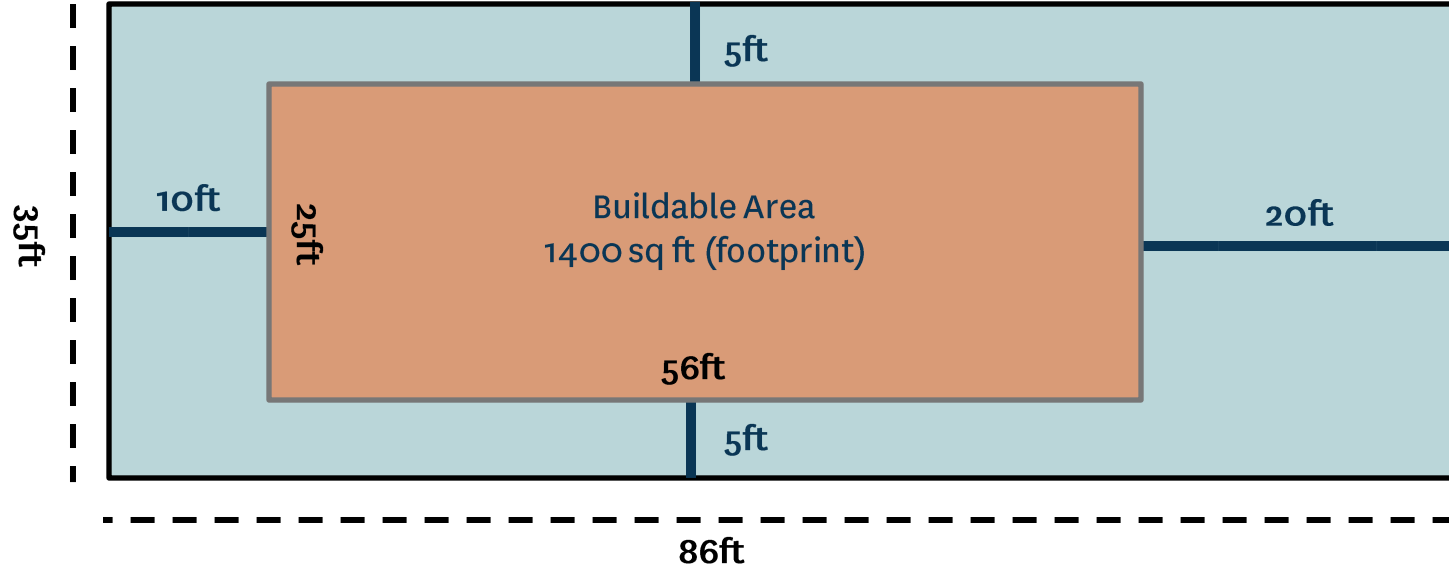 5ft
10ft
35ft
25ft
Buildable Area
1400 sq ft (footprint)
20ft
56ft
5ft
86ft